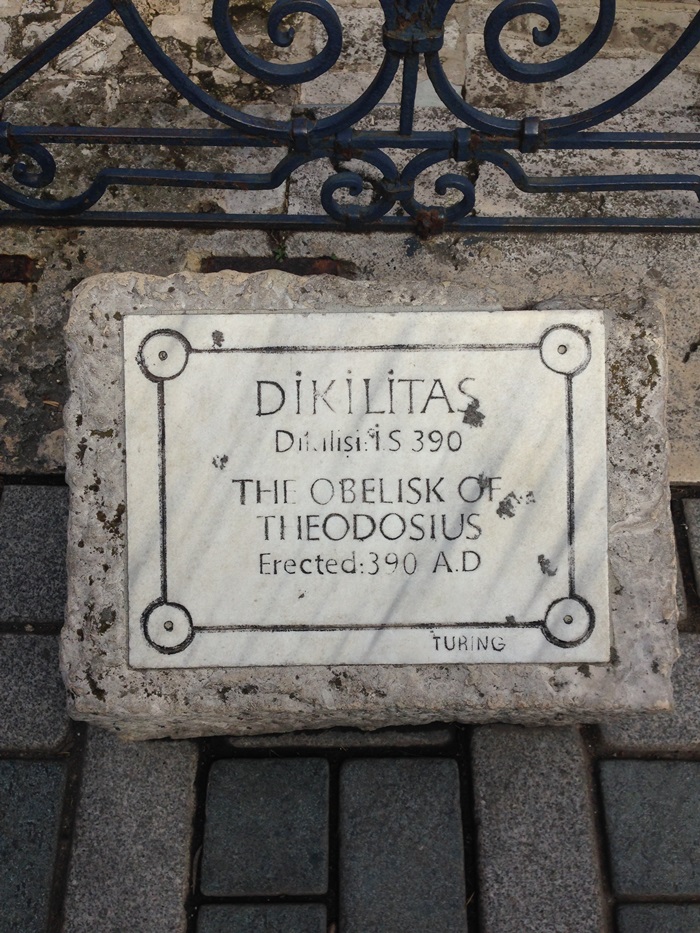 DİKİLİTAŞ
Dikilişi:İ.S 390
THE OBELISK OF
THEODOSIUS
Erected:390 A.D
TURING